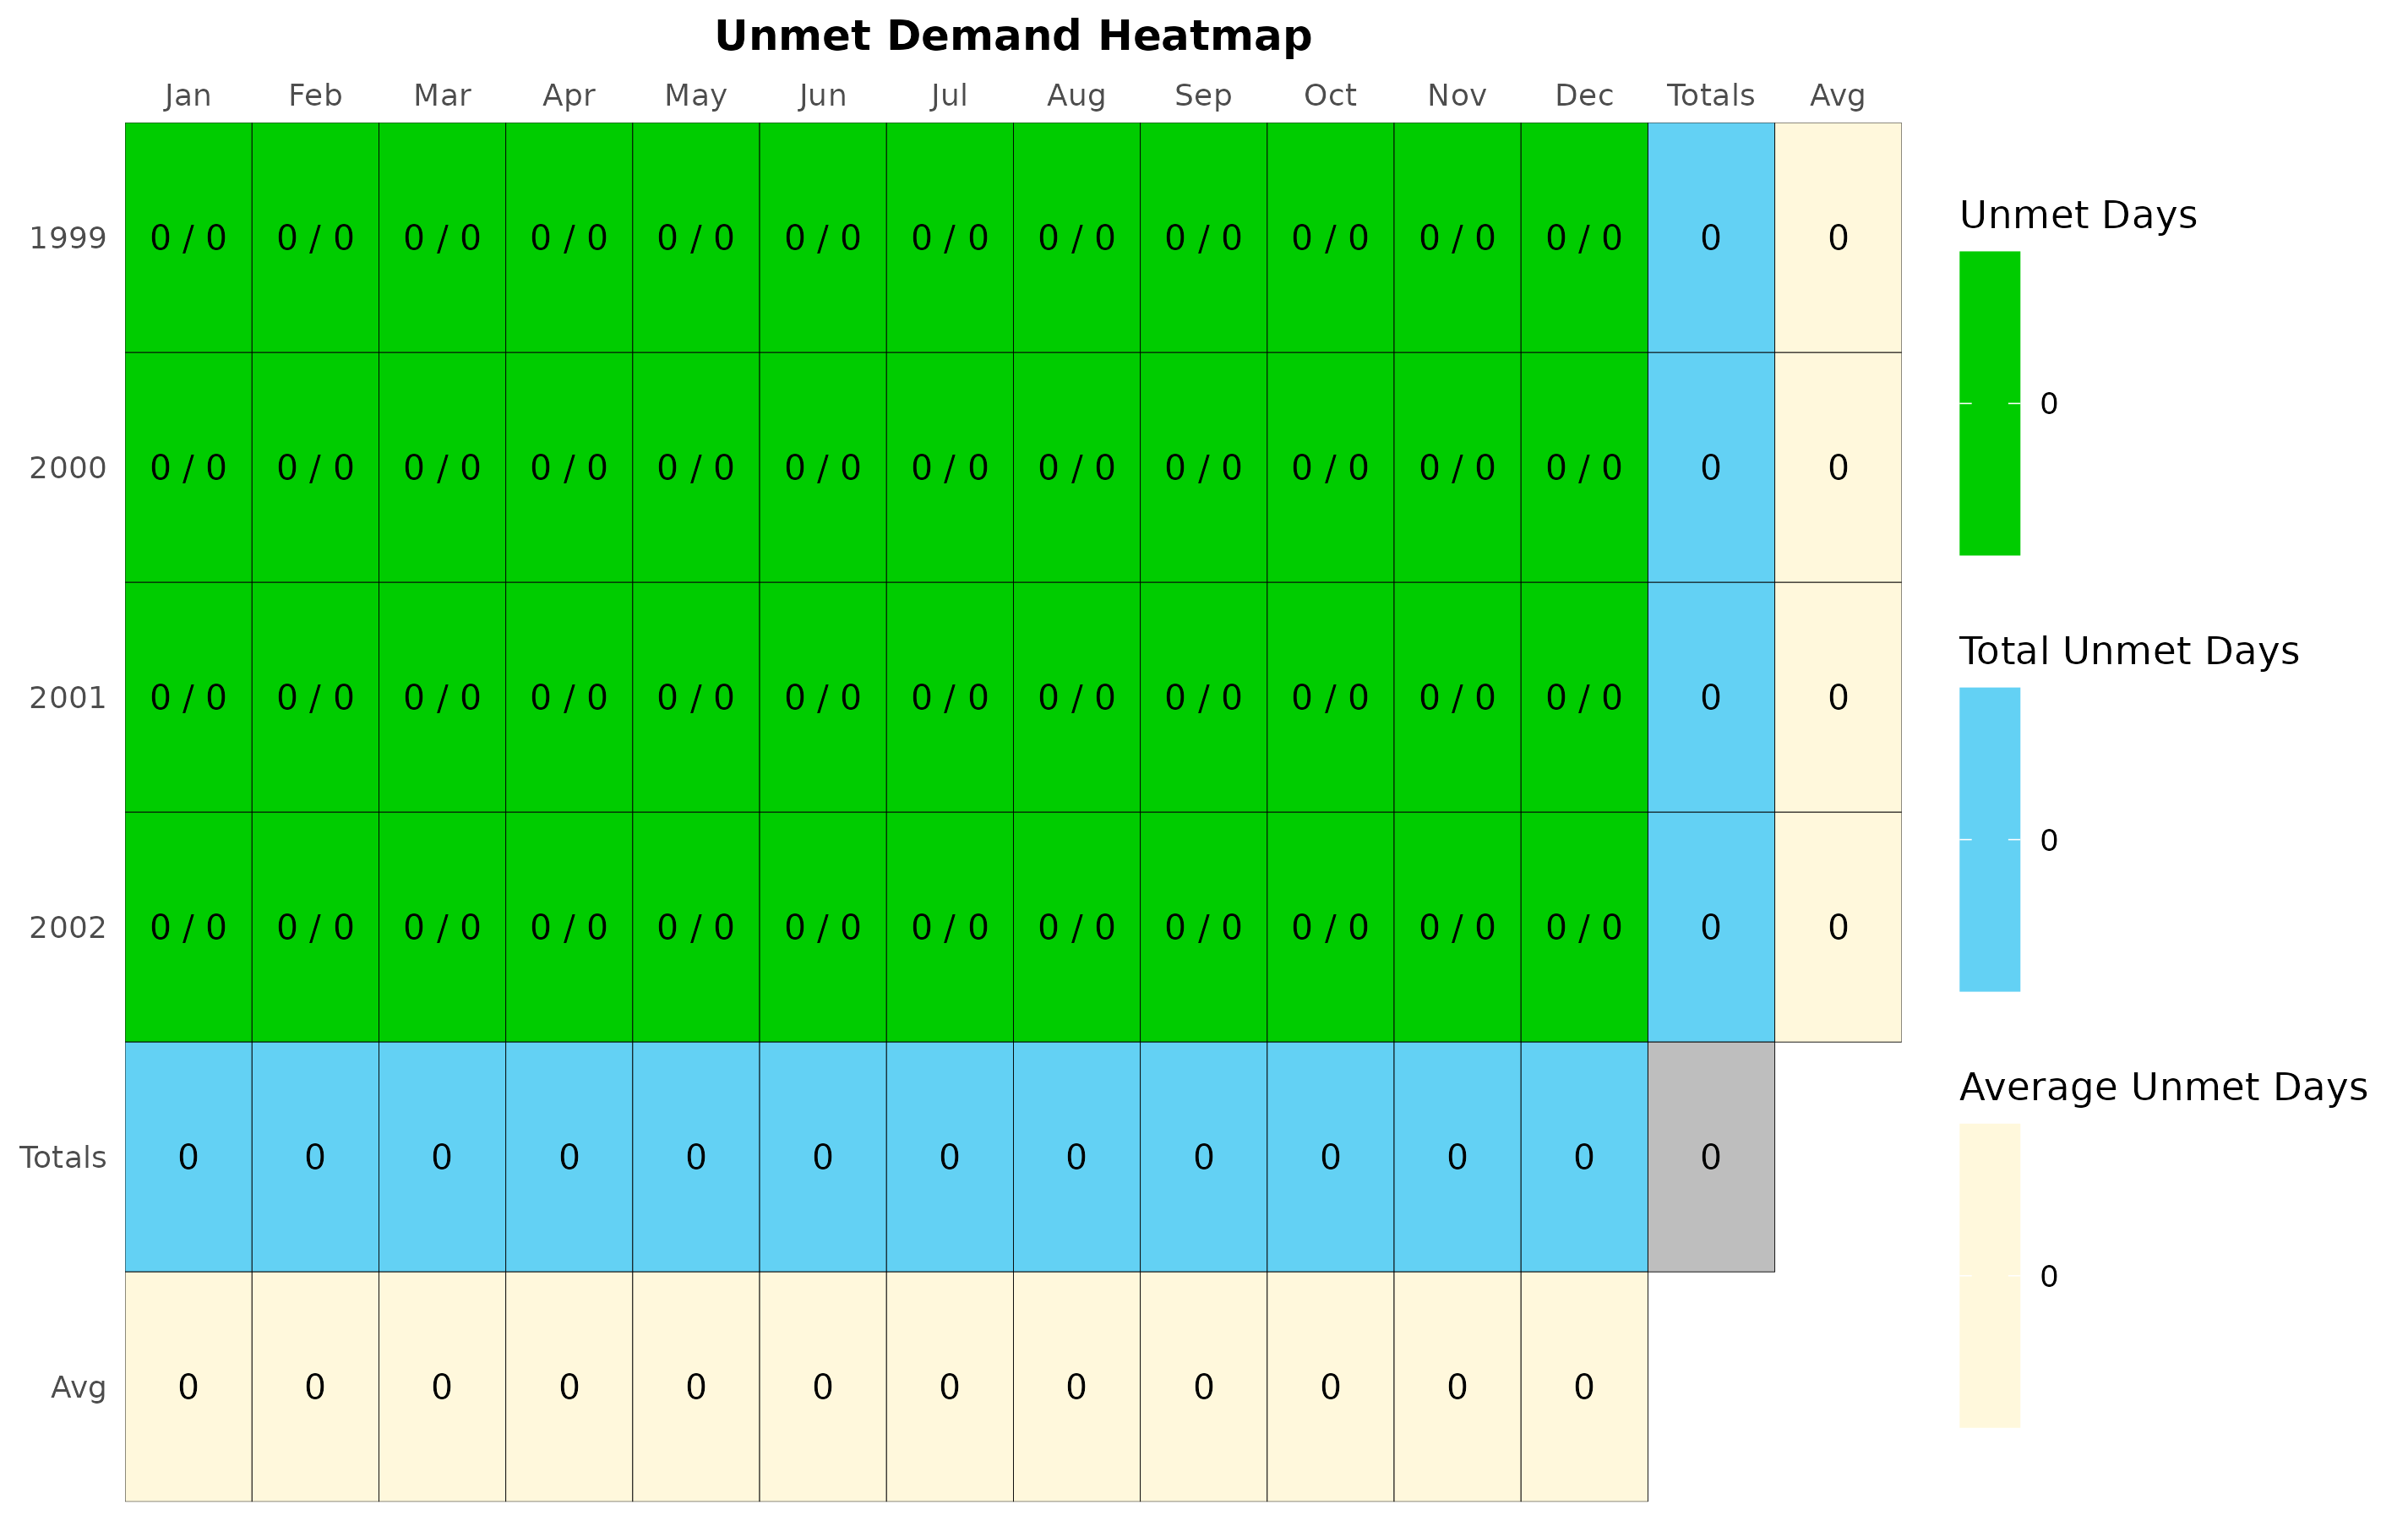 Unmet Demand Heatmap
Jan Feb Mar Apr May Jun Jul Aug Sep Oct Nov Dec Totals Avg
1999 0 / 0 0 / 0 0 / 0 0 / 0 0 / 0 0 / 0 0 / 0 0 / 0 0 / 0 0 / 0 0 / 0 0 / 0 0 0
2000 0 / 0 0 / 0 0 / 0 0 / 0 0 / 0 0 / 0 0 / 0 0 / 0 0 / 0 0 / 0 0 / 0 0 / 0 0 0
2001 0 / 0 0 / 0 0 / 0 0 / 0 0 / 0 0 / 0 0 / 0 0 / 0 0 / 0 0 / 0 0 / 0 0 / 0 0 0
2002 0 / 0 0 / 0 0 / 0 0 / 0 0 / 0 0 / 0 0 / 0 0 / 0 0 / 0 0 / 0 0 / 0 0 / 0 0 0
Totals 0 0 0 0 0 0 0 0 0 0 0 0 0
Avg 0 0 0 0 0 0 0 0 0 0 0 0
Unmet Days
0
Total Unmet Days
0
Average Unmet Days
0